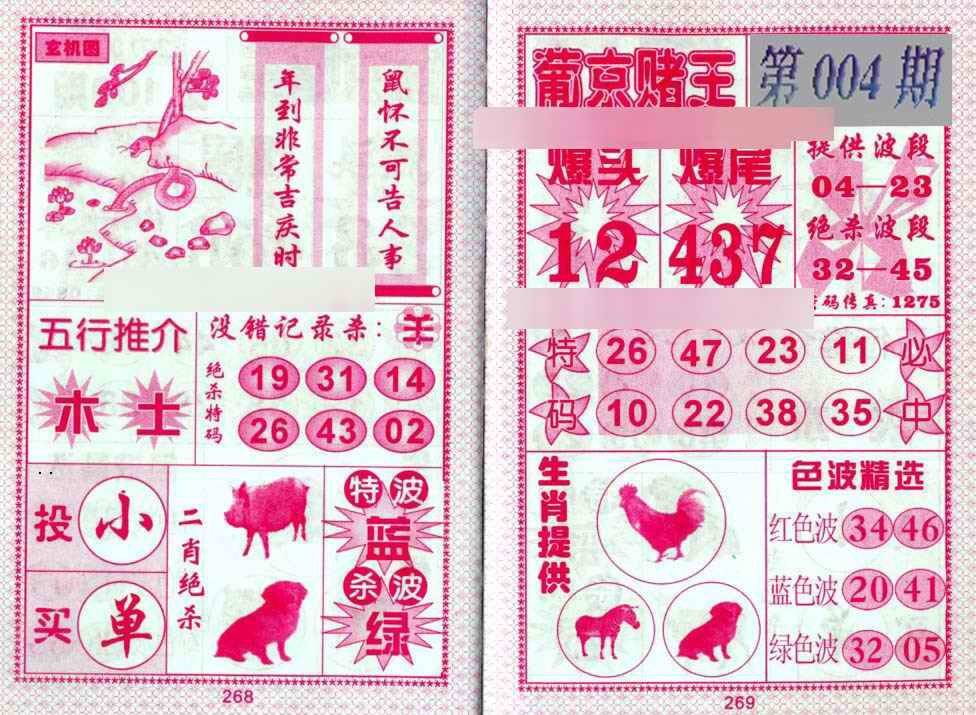 玄机图
鼠怀不可告人事
年到非常吉庆时
五行推介
木 土
没错记录杀：羊
绝杀特码
19 31 14
26 43 02
投 小
买 单
二肖绝杀
特波
蓝
杀波
绿
268
葡京赌王
第 004 期
爆头
12
爆尾
437
提供波段
04—23
绝杀波段
32—45
码传真：1275
特码
26 47 23 11
10 22 38 35
必中
生肖提供
色波精选
红色波 34 46
蓝色波 20 41
绿色波 32 05
269